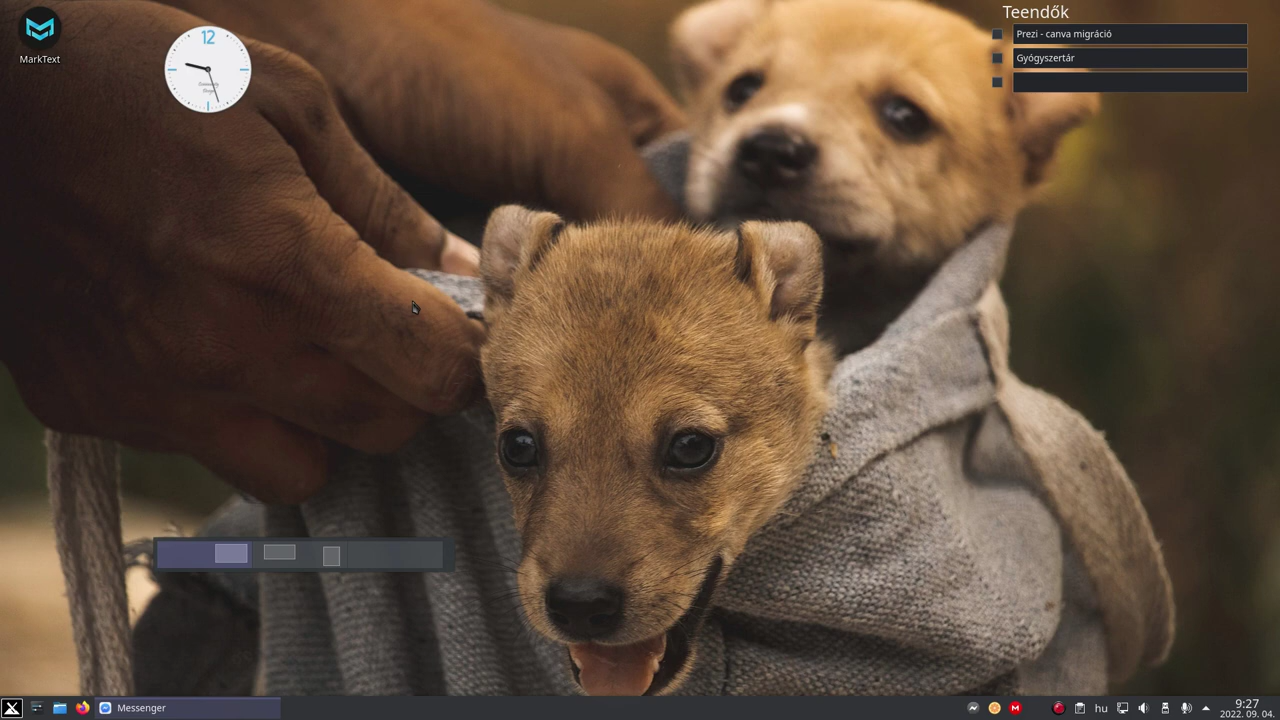 MarkText
12
Teendők
Prezi - canva migráció
Gyógyszertár
Messenger
hu
9:27
2022. 09. 04.